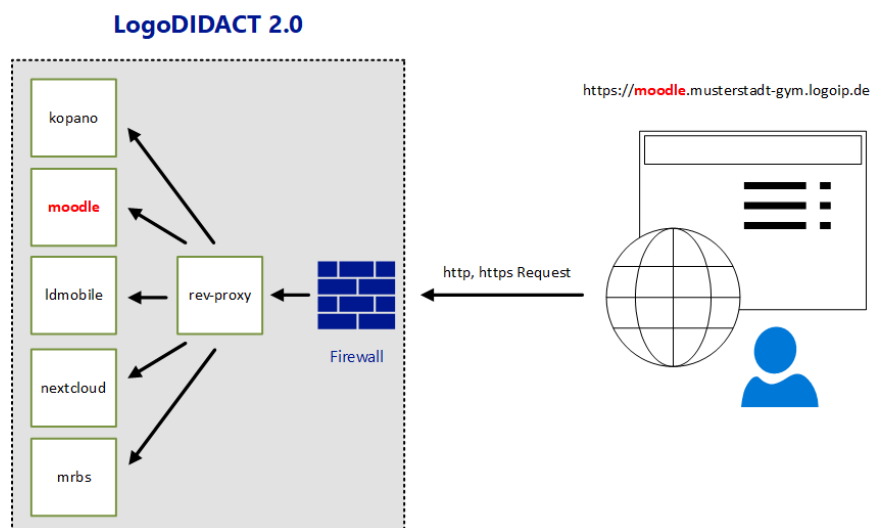 LogoDIDACT 2.0
https://moodle.musterstadt-gym.logoip.de
kopano
moodle
ldmobile
rev-proxy
http, https Request
Firewall
nextcloud
mrbs